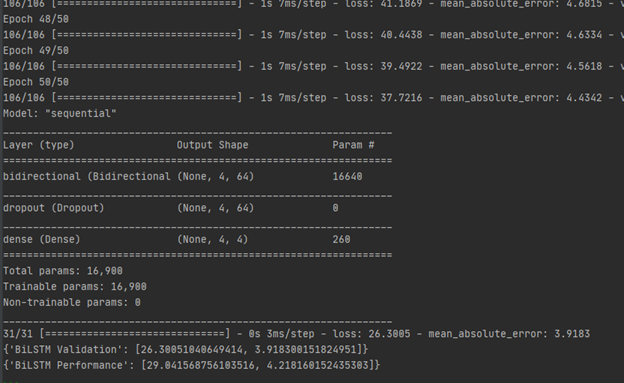 106/106 [==============================] - 1s 7ms/step - loss: 41.1869 - mean_absolute_error: 4.6815 - v
Epoch 48/50
106/106 [==============================] - 1s 7ms/step - loss: 40.4438 - mean_absolute_error: 4.6334 - v
Epoch 49/50
106/106 [==============================] - 1s 7ms/step - loss: 39.4922 - mean_absolute_error: 4.5618 - v
Epoch 50/50
106/106 [==============================] - 1s 7ms/step - loss: 37.7216 - mean_absolute_error: 4.4342 - v
Model: "sequential"
_________________________________________________________________
Layer (type)                 Output Shape              Param #
=================================================================
bidirectional (Bidirectional (None, 4, 64)             16640
_________________________________________________________________
dropout (Dropout)            (None, 4, 64)             0
_________________________________________________________________
dense (Dense)                (None, 4, 4)              260
=================================================================
Total params: 16,900
Trainable params: 16,900
Non-trainable params: 0
_________________________________________________________________
31/31 [==============================] - 0s 3ms/step - loss: 26.3005 - mean_absolute_error: 3.9183
{'BiLSTM Validation': [26.30051040649414, 3.918300151824951]}
{'BiLSTM Performance': [29.041568756103516, 4.218160152435303]}